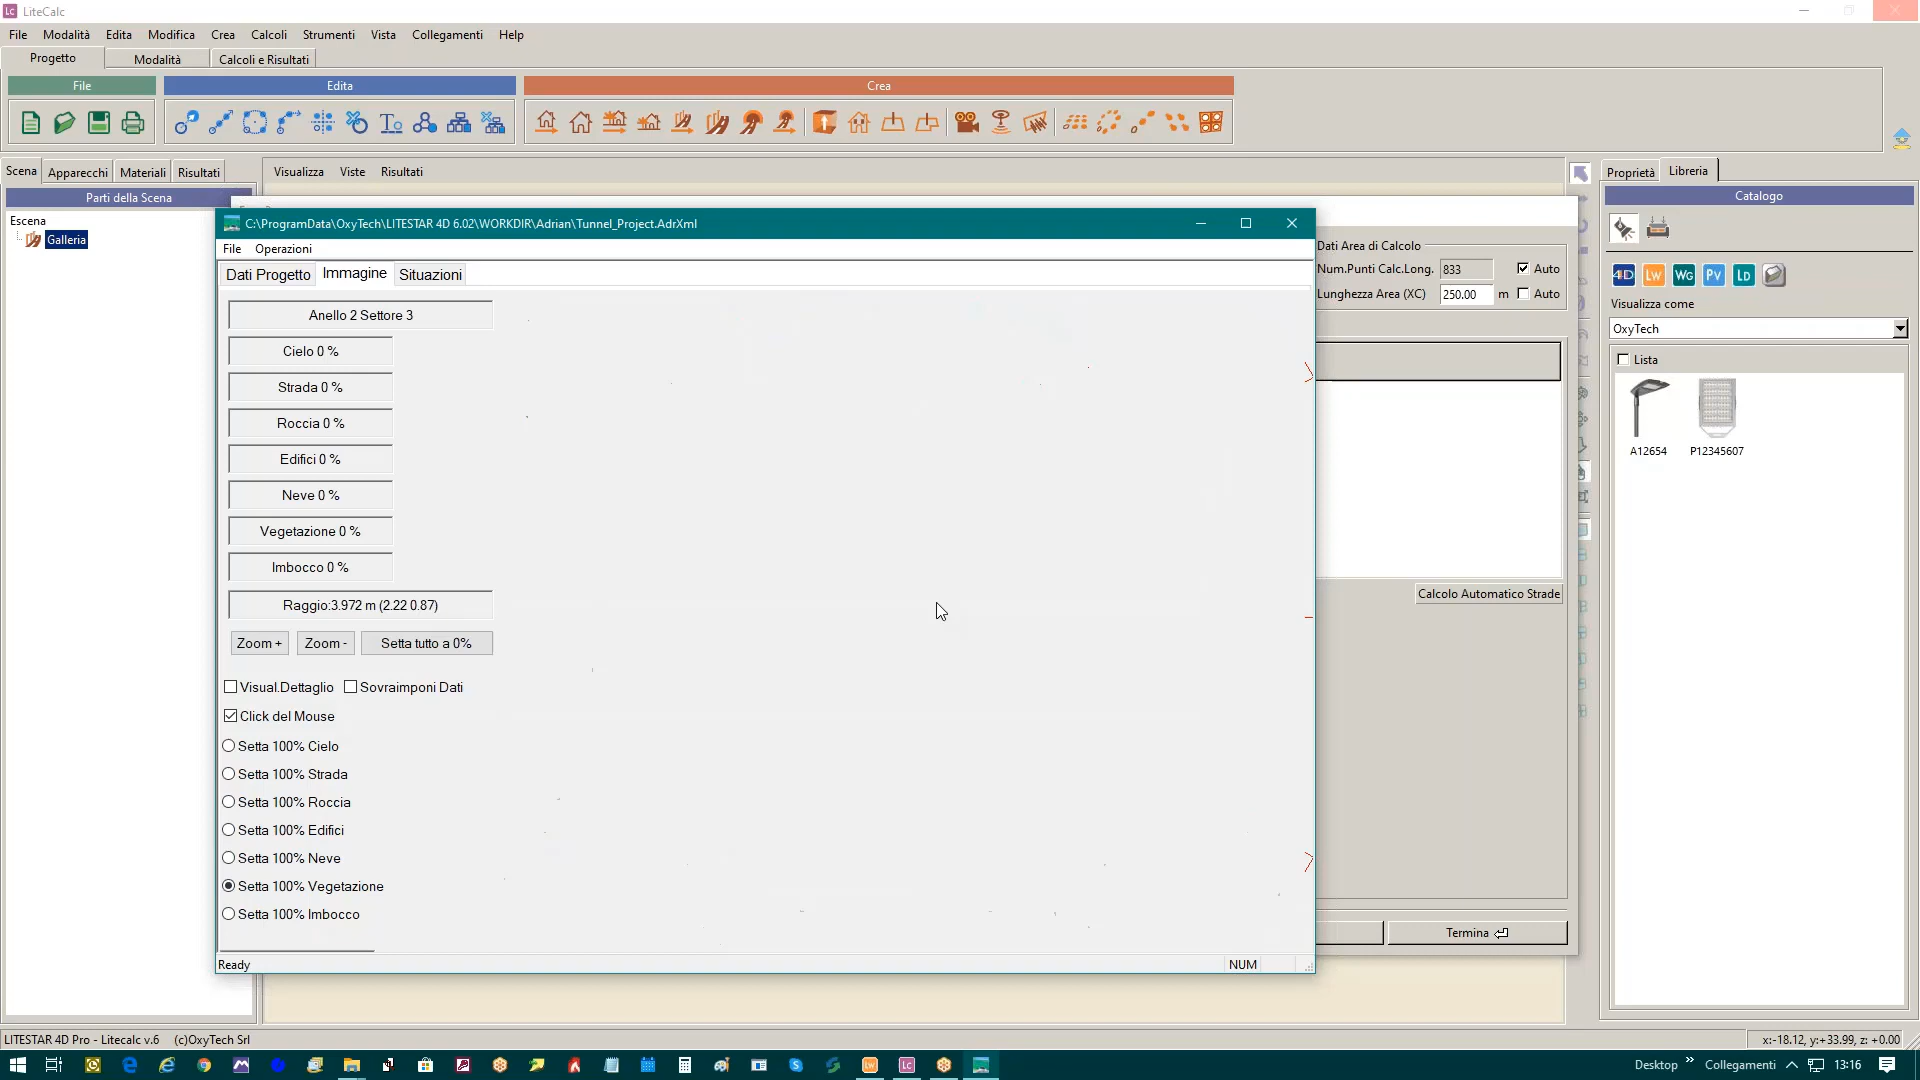 LiteCalc
File Modalità Edita Modifica Crea Calcoli Strumenti Vista Collegamenti Help
Progetto Modalità Calcoli e Risultati
File Edita Crea
Scena Apparecchi Materiali Risultati
Visualizza Viste Risultati
Proprietà Libreria
Parti della Scena
Catalogo
Escena
Galleria
C:\ProgramData\OxyTech\LITESTAR 4D 6.02\WORKDIR\Adrian\Tunnel_Project.AdrXml
File Operazioni
Dati Progetto Immagine Situazioni
Dati Area di Calcolo
Num.Punti Calc.Long. 833 Auto
Lunghezza Area (XC) 250.00 m Auto
4D LW WG PV LD
Visualizza come
OxyTech
Lista
A12654 P12345607
Anello 2 Settore 3
Cielo 0 %
Strada 0 %
Roccia 0 %
Edifici 0 %
Neve 0 %
Vegetazione 0 %
Imbocco 0 %
Raggio:3.972 m (2.22 0.87)
Zoom + Zoom - Setta tutto a 0%
Visual.Dettaglio Sovraimponi Dati
Click del Mouse
Setta 100% Cielo
Setta 100% Strada
Setta 100% Roccia
Setta 100% Edifici
Setta 100% Neve
Setta 100% Vegetazione
Setta 100% Imbocco
Calcolo Automatico Strade
Termina
Ready NUM
LITESTAR 4D Pro - Litecalc v.6 (c)OxyTech Srl
x:-18.12, y:+33.99, z: +0.00
Desktop Collegamenti 13:16